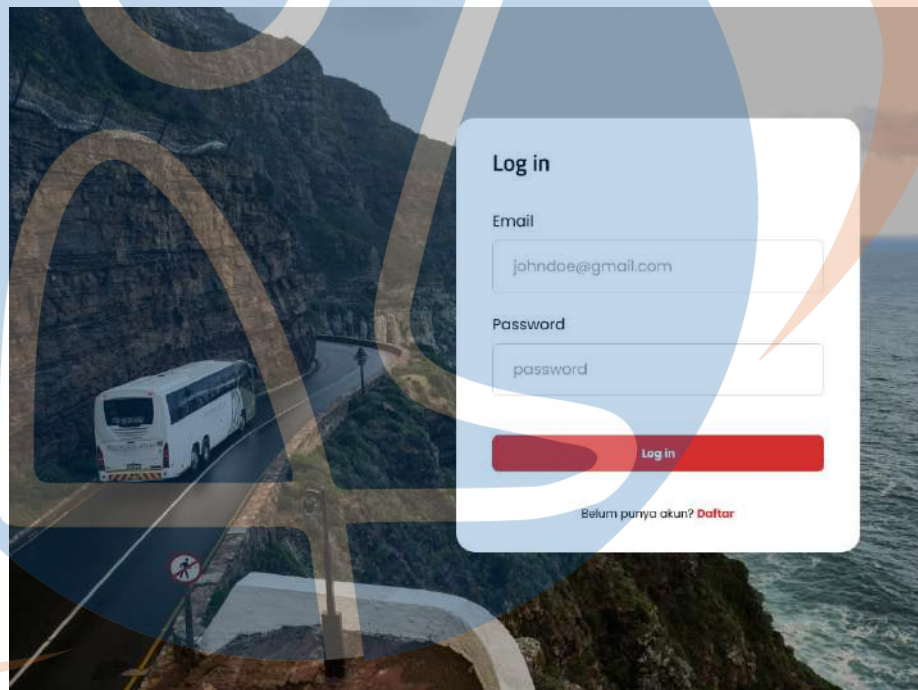 Log in
Email
johndoe@gmail.com
Password
password
Log in
Belum punya akun? Daftar